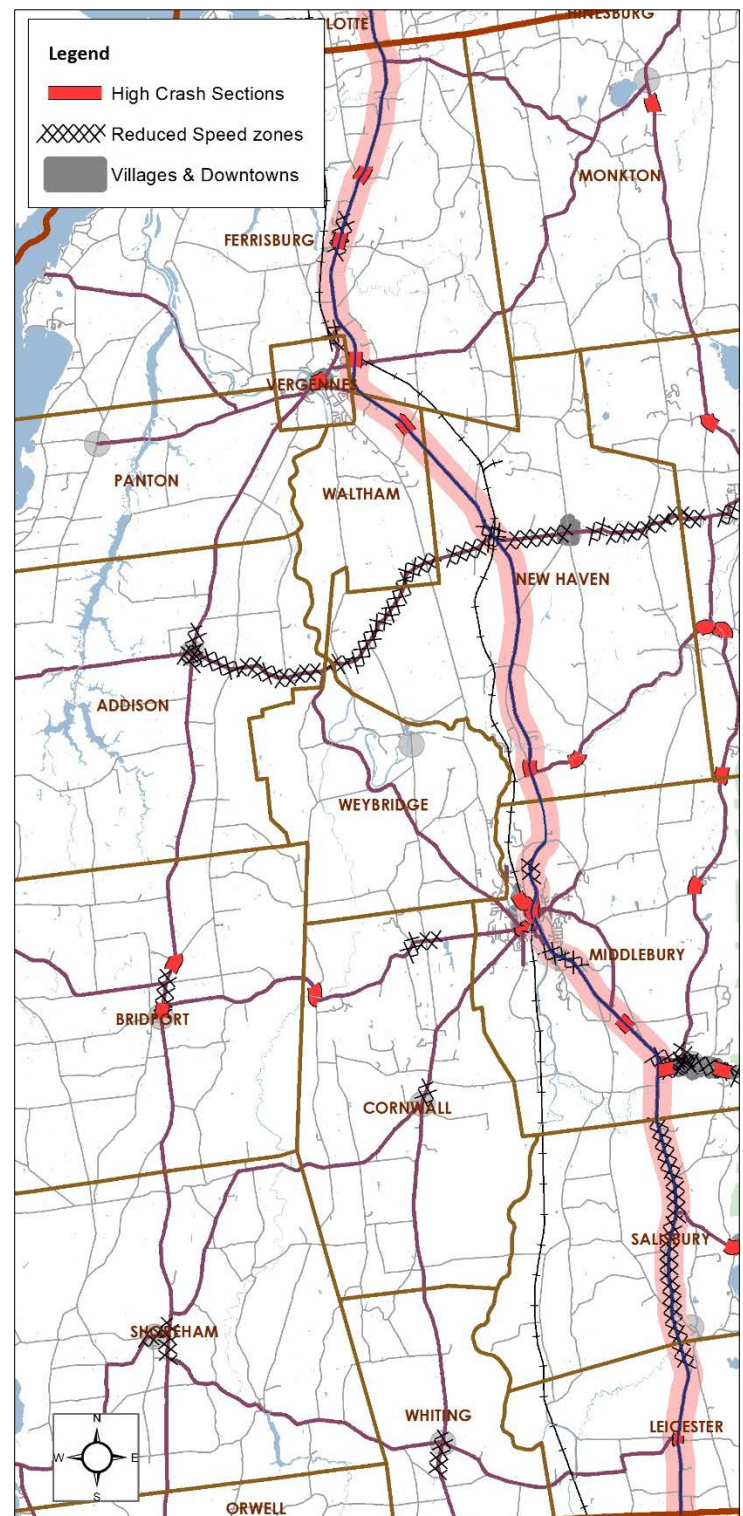 HINESBURG
Legend
High Crash Sections
Reduced Speed zones
Villages & Downtowns
MONKTON
FERRISBURG
VERGENNES
PANTON
WALTHAM
NEW HAVEN
ADDISON
WEYBRIDGE
MIDDLEBURY
BRIDPORT
CORNWALL
SALISBURY
SHOREHAM
WHITING
LEICESTER
N
W E
S
ORWELL